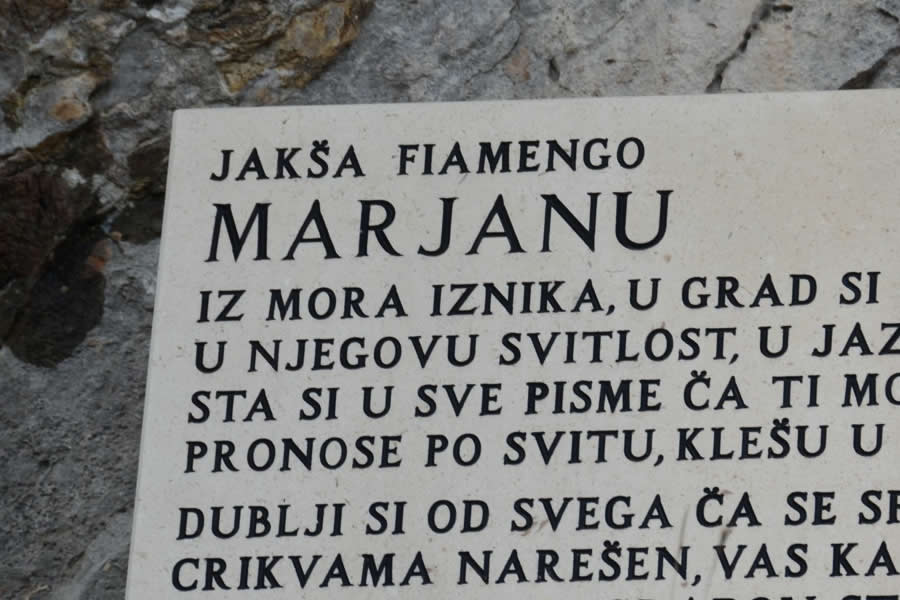 JAKŠA FIAMENGO
MARJANU
IZ MORA IZNIKA, U GRAD SI
U NJEGOVU SVITLOST, U
STA SI U SVE PISME ČA TI
PRONOSE PO SVITU, KLEŠU U
DUBLJI SI OD SVEGA ČA SE
CRIKVAMA NAREŠEN, VAS